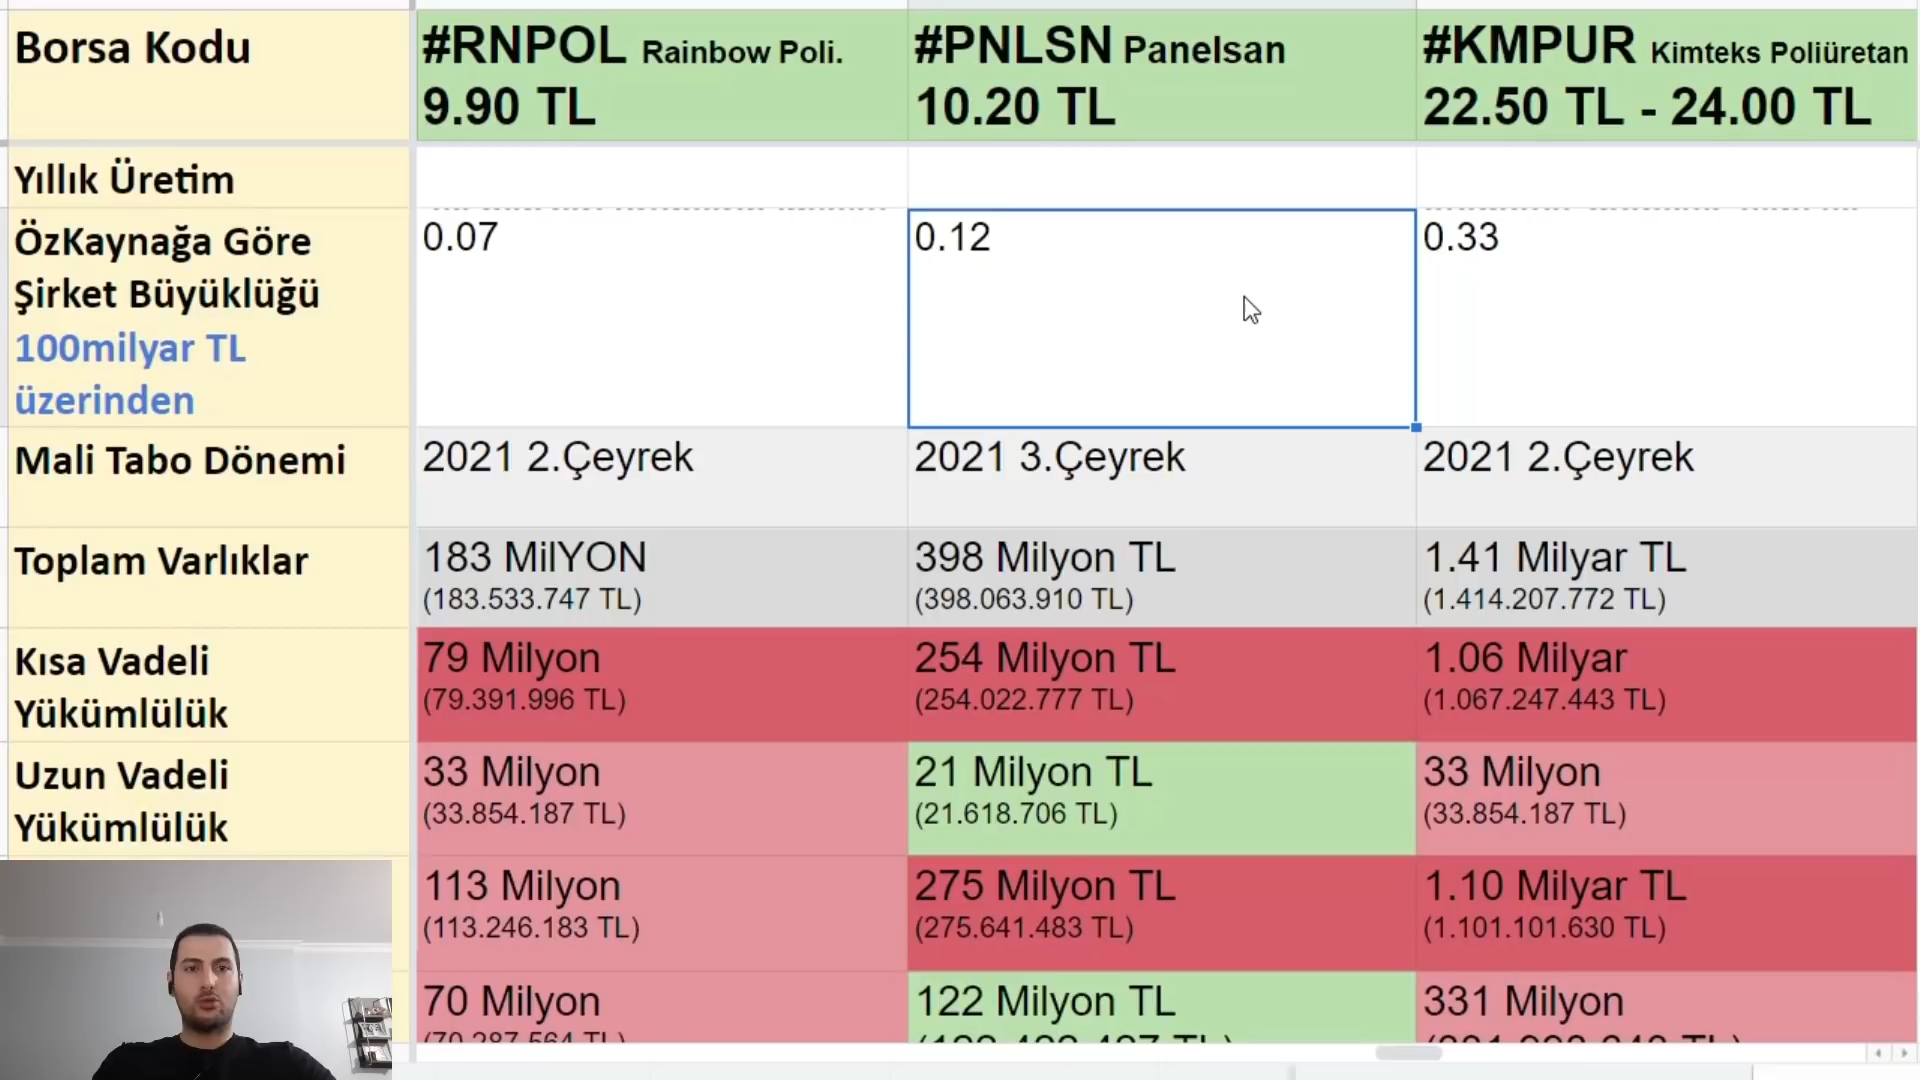 Borsa Kodu
#RNPOL Rainbow Poli.
9.90 TL
#PNLSN Panelsan
10.20 TL
#KMPUR Kimteks Poliüretan
22.50 TL - 24.00 TL
Yıllık Üretim
ÖzKaynağa Göre
Şirket Büyüklüğü
100milyar TL
üzerinden
0.07
0.12
0.33
Mali Tabo Dönemi
2021 2.Çeyrek
2021 3.Çeyrek
2021 2.Çeyrek
Toplam Varlıklar
183 MilYON
(183.533.747 TL)
398 Milyon TL
(398.063.910 TL)
1.41 Milyar TL
(1.414.207.772 TL)
Kısa Vadeli
Yükümlülük
79 Milyon
(79.391.996 TL)
254 Milyon TL
(254.022.777 TL)
1.06 Milyar
(1.067.247.443 TL)
Uzun Vadeli
Yükümlülük
33 Milyon
(33.854.187 TL)
21 Milyon TL
(21.618.706 TL)
33 Milyon
(33.854.187 TL)
113 Milyon
(113.246.183 TL)
275 Milyon TL
(275.641.483 TL)
1.10 Milyar TL
(1.101.101.630 TL)
70 Milyon
122 Milyon TL
331 Milyon